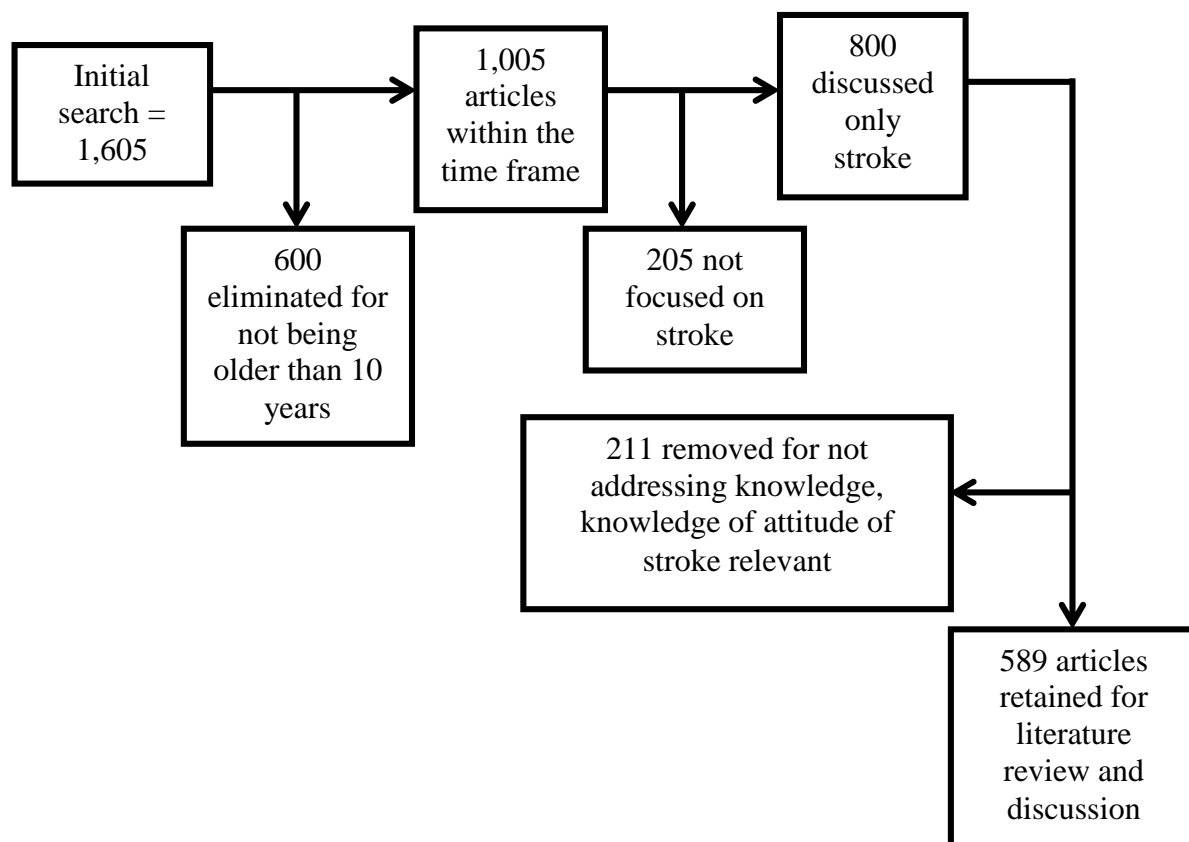 Initial
search =
1,605
1,005
articles
within the
time frame
800
discussed
only
stroke
600
eliminated for
not being
older than 10
years
205 not
focused on
stroke
211 removed for not
addressing knowledge,
knowledge of attitude of
stroke relevant
589 articles
retained for
literature
review and
discussion